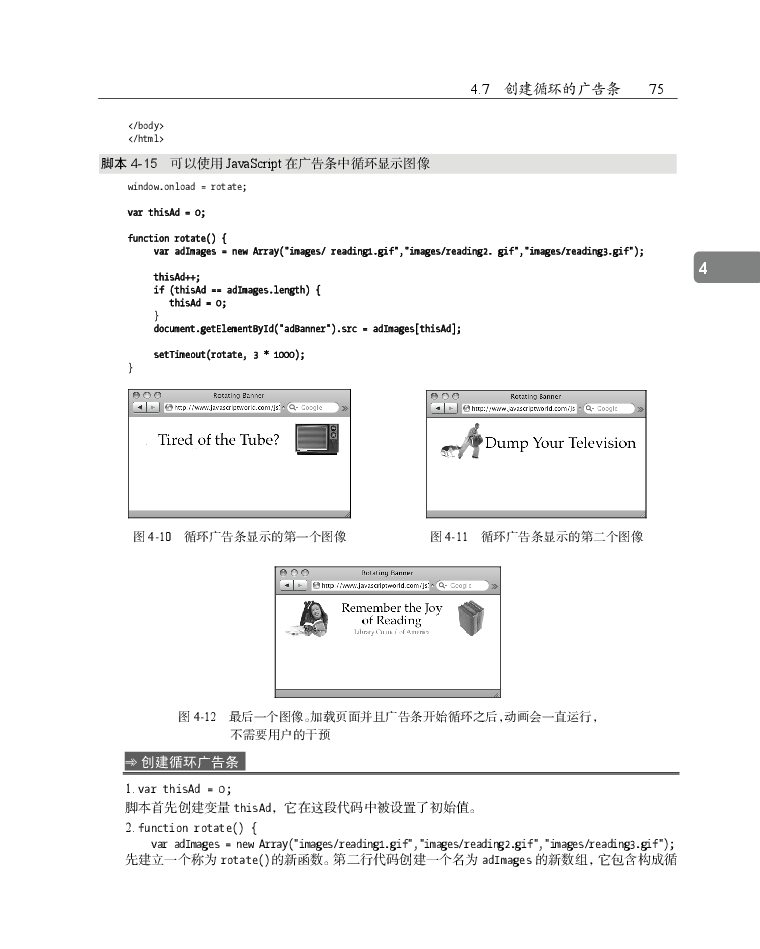 4.7 创建循环的广告条 75
</body>
</html>
脚本 4-15 可以使用 JavaScript 在广告条中循环显示图像
window.onload = rotate;
var thisAd = 0;
function rotate() {
var adImages = new Array("images/ reading1.gif","images/reading2. gif","images/reading3.gif");
thisAd++;
if (thisAd == adImages.length) {
thisAd = 0;
}
document.getElementById("adBanner").src = adImages[thisAd];
setTimeout(rotate, 3 * 1000);
}
4
Rotating Banner
http://www.javascriptworld.com/js Google
Tired of the Tube?
图 4-10 循环广告条显示的第一个图像
Rotating Banner
http://www.javascriptworld.com/js Google
Dump Your Television
图 4-11 循环广告条显示的第二个图像
Rotating Banner
http://www.javascriptworld.com/js Google
Remember the Joy
of Reading
Library Council of America
图 4-12 最后一个图像。加载页面并且广告条开始循环之后,动画会一直运行,
不需要用户的干预
创建循环广告条
1. var thisAd = 0;
脚本首先创建变量 thisAd，它在这段代码中被设置了初始值。
2. function rotate() {
var adImages = new Array("images/reading1.gif","images/reading2.gif","images/reading3.gif");
先建立一个称为 rotate()的新函数。第二行代码创建一个名为 adImages 的新数组，它包含构成循